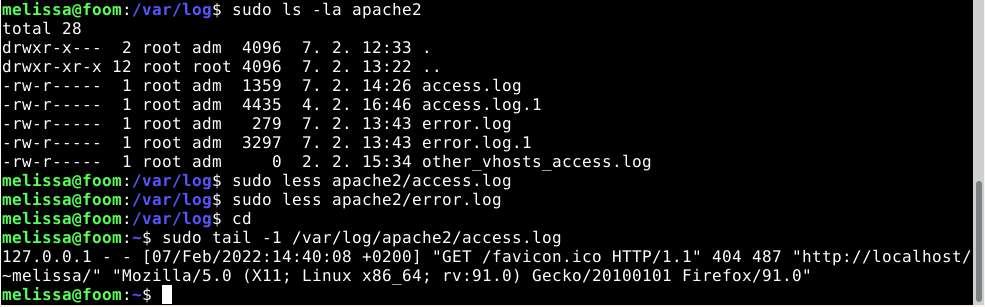 melissa@foom:/var/log$ sudo ls -la apache2
total 28
drwxr-x---  2 root adm  4096  7. 2. 12:33 .
drwxr-xr-x 12 root root 4096  7. 2. 13:22 ..
-rw-r-----  1 root adm  1359  7. 2. 14:26 access.log
-rw-r-----  1 root adm  4435  4. 2. 16:46 access.log.1
-rw-r-----  1 root adm   279  7. 2. 13:43 error.log
-rw-r-----  1 root adm  3297  7. 2. 13:43 error.log.1
-rw-r-----  1 root adm     0  2. 2. 15:34 other_vhosts_access.log
melissa@foom:/var/log$ sudo less apache2/access.log
melissa@foom:/var/log$ sudo less apache2/error.log
melissa@foom:/var/log$ cd
melissa@foom:~$ sudo tail -1 /var/log/apache2/access.log
127.0.0.1 - - [07/Feb/2022:14:40:08 +0200] "GET /favicon.ico HTTP/1.1" 404 487 "http://localhost/
~melissa/" "Mozilla/5.0 (X11; Linux x86_64; rv:91.0) Gecko/20100101 Firefox/91.0"
melissa@foom:~$